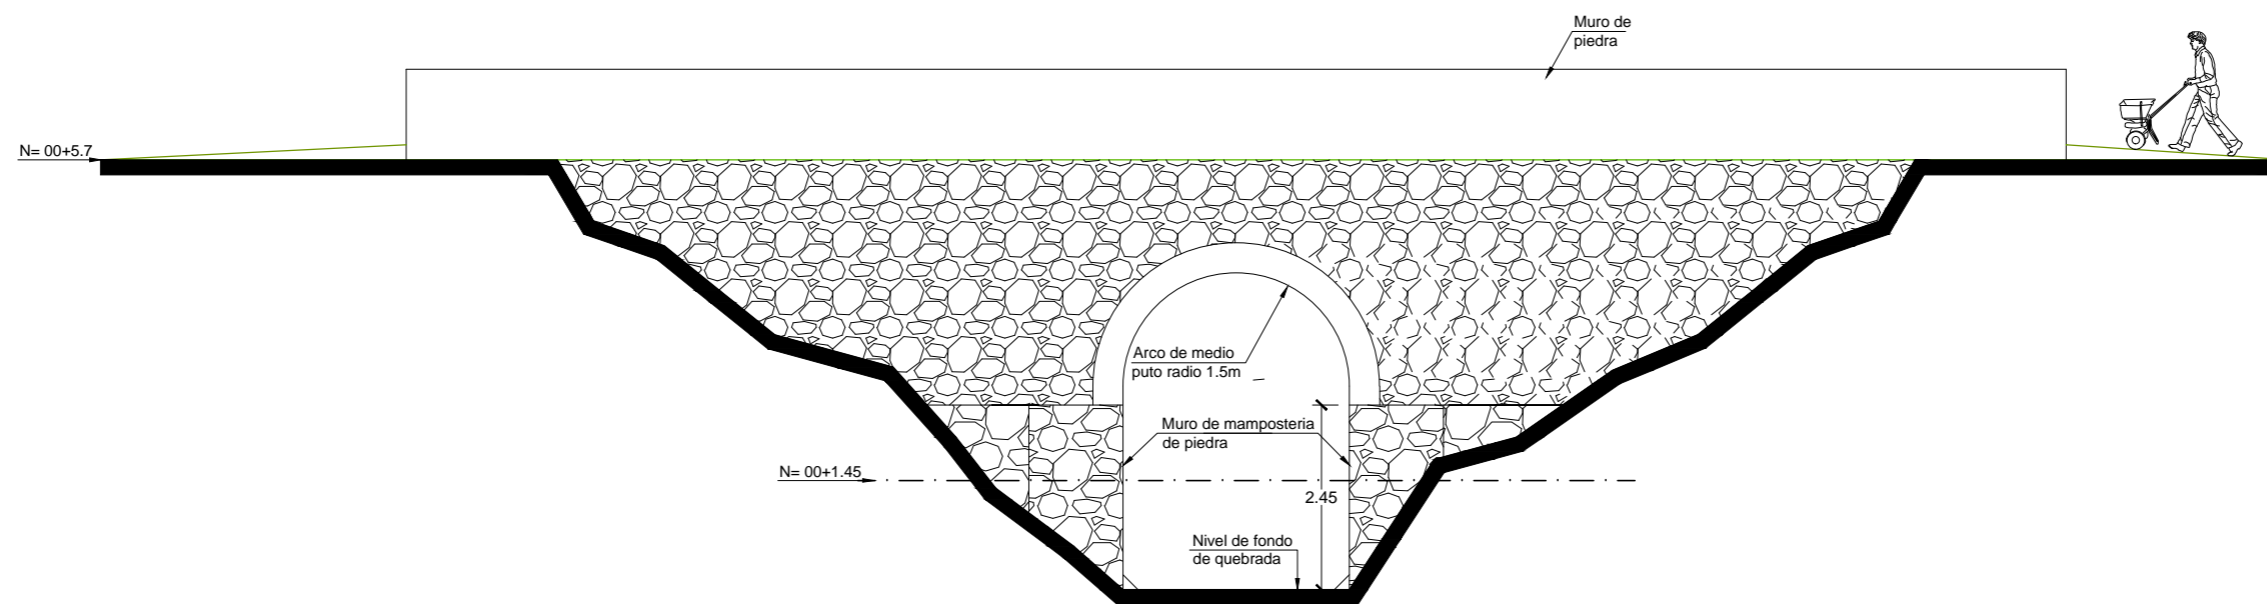 Muro de
piedra
N= 00+5.7
Arco de medio
puto radio 1.5m
Muro de mamposteria
de piedra
N= 00+1.45
2.45
Nivel de fondo
de quebrada